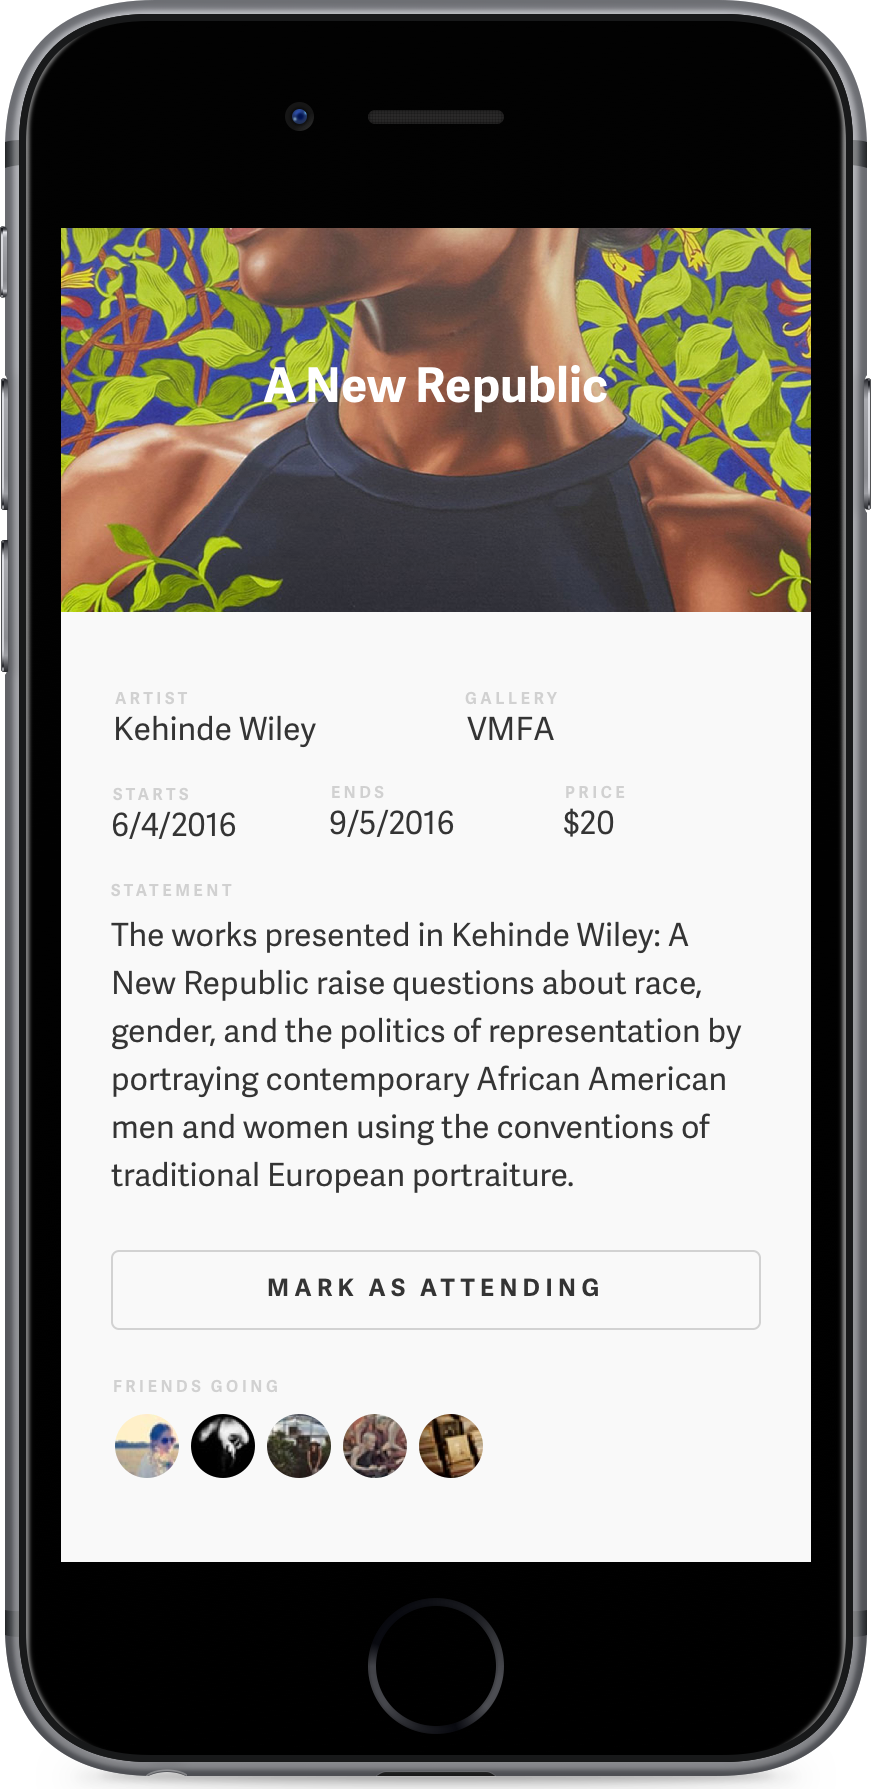 A New Republic
ARTIST
GALLERY
Kehinde Wiley
VMFA
STARTS
ENDS
PRICE
6/4/2016
9/5/2016
$20
STATEMENT
The works presented in Kehinde Wiley: A
New Republic raise questions about race,
gender, and the politics of representation by
portraying contemporary African American
men and women using the conventions of
traditional European portraiture.
MARK AS ATTENDING
FRIENDS GOING